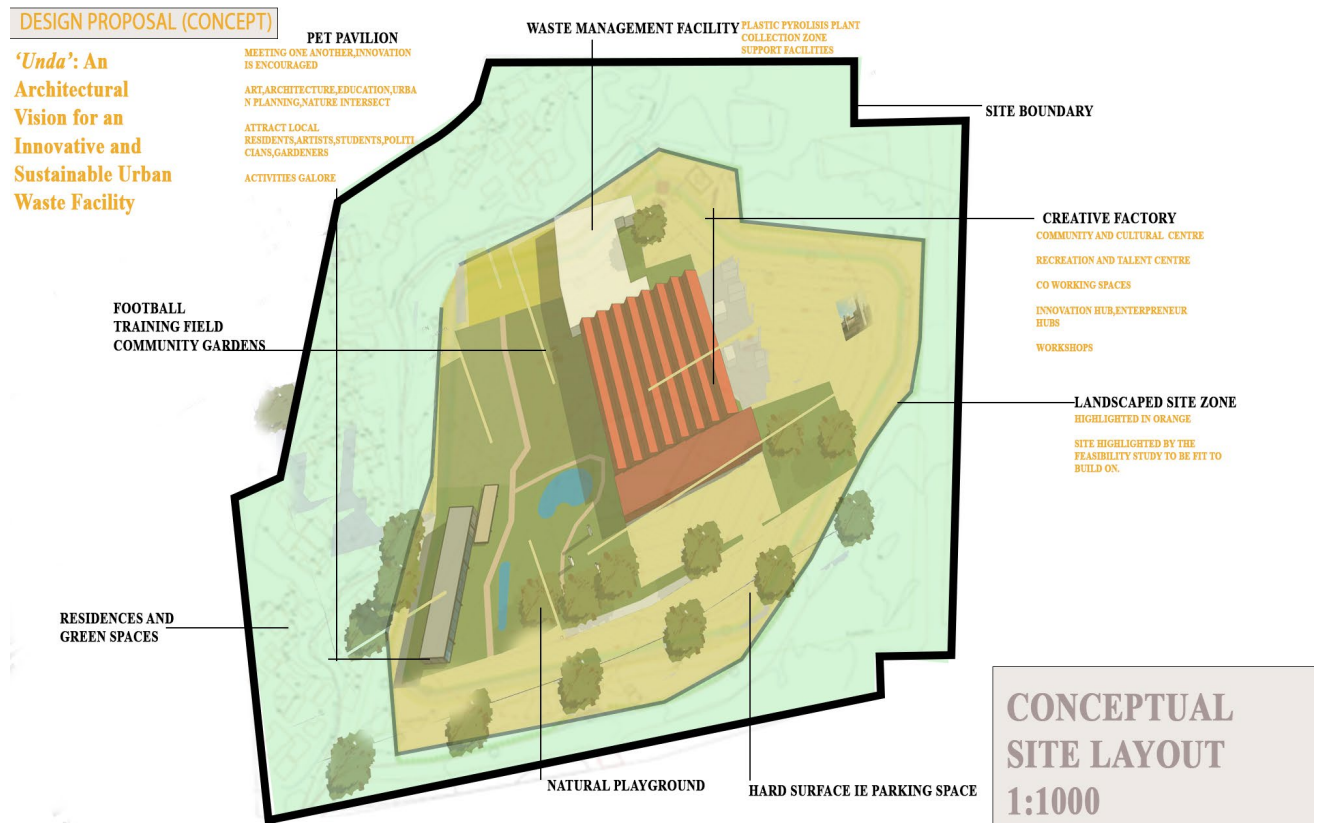 DESIGN PROPOSAL (CONCEPT)
'Unda': An
Architectural
Vision for an
Innovative and
Sustainable Urban
Waste Facility
PET PAVILION
MEETING ONE ANOTHER,INNOVATION
IS ENCOURAGED
ART,ARCHITECTURE,EDUCATION,URBA
N PLANNING,NATURE INTERSECT
ATTRACT LOCAL
RESIDENTS,ARTISTS,STUDENTS,POLITI
CIANS,GARDENERS
ACTIVITIES GALORE
WASTE MANAGEMENT FACILITY
PLASTIC PYROLISIS PLANT
COLLECTION ZONE
SUPPORT FACILITIES
SITE BOUNDARY
CREATIVE FACTORY
COMMUNITY AND CULTURAL CENTRE
RECREATION AND TALENT CENTRE
CO WORKING SPACES
INNOVATION HUB,ENTERPRENEUR
HUBS
WORKSHOPS
FOOTBALL
TRAINING FIELD
COMMUNITY GARDENS
LANDSCAPED SITE ZONE
HIGHLIGHTED IN ORANGE
SITE HIGHLIGHTED BY THE
FEASIBILITY STUDY TO BE FIT TO
BUILD ON.
RESIDENCES AND
GREEN SPACES
NATURAL PLAYGROUND
HARD SURFACE IE PARKING SPACE
CONCEPTUAL
SITE LAYOUT
1:1000